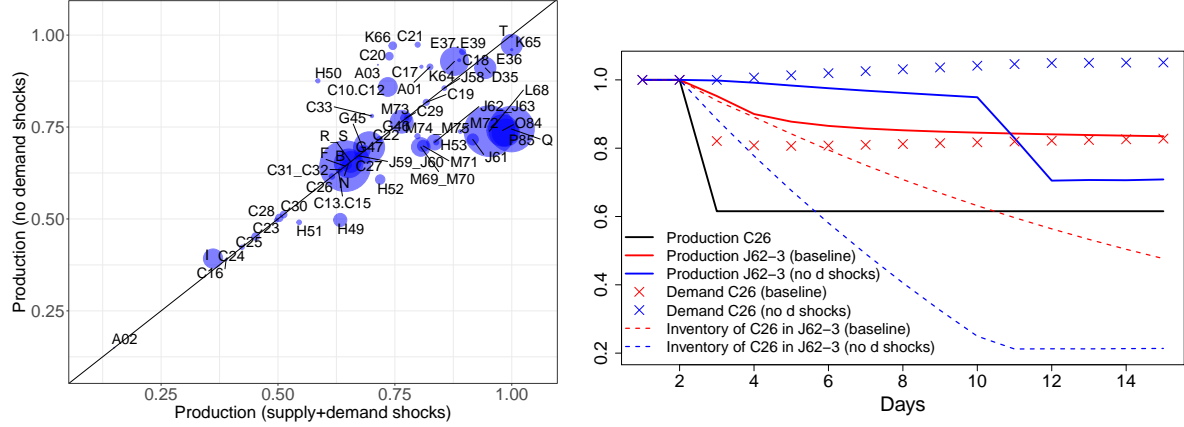 Production (no demand shocks)
1.00
0.75
0.50
0.25
0.25
0.50
0.75
1.00
Production (supply+demand shocks)
T
K65
K66
C21
E37_E39
C20
C18
E36
H50
A03
C17
K64
J58
D35
C10.C12
A01
C19
L68
C33
M73
C29
J62_J63
G45
G46
M74_M75
M72
O84
R_S
C22
H53
P85
Q
F
B
G47
J59_J60
M71
J61
C31_C32
C27
M69_M70
C26
N
H52
C13.C15
C30
C28
C23
H51
H49
C25
I
C24
C16
A02
1.0
0.8
0.6
0.4
0.2
2
4
6
8
10
12
14
Days
Production C26
Production J62−3 (baseline)
Production J62−3 (no d shocks)
Demand C26 (baseline)
Demand C26 (no d shocks)
Inventory of C26 in J62−3 (baseline)
Inventory of C26 in J62−3 (no d shocks)